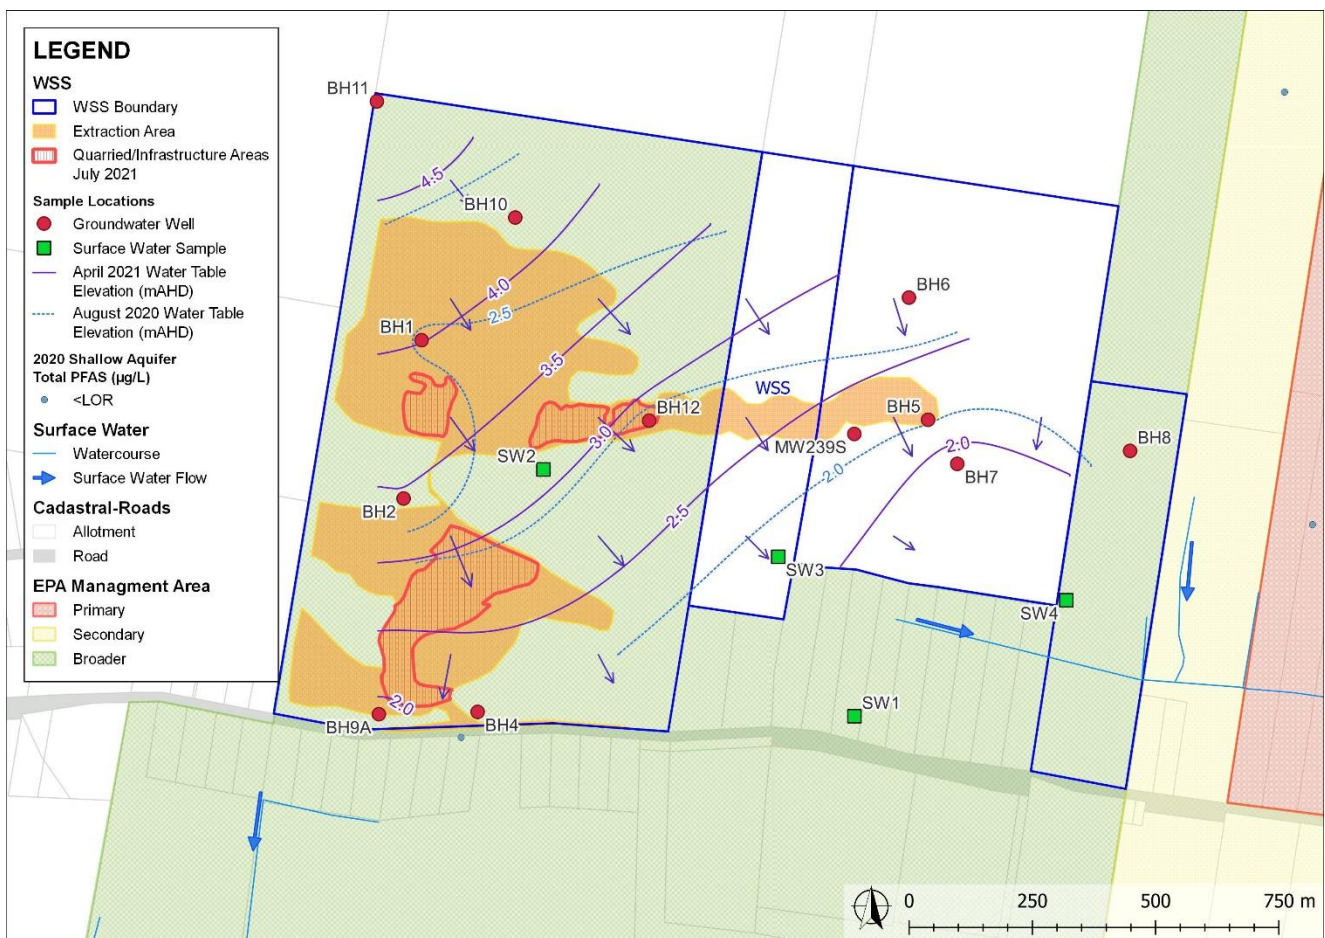 LEGEND
WSS
WSS Boundary
Extraction Area
Quarried/Infrastructure Areas
July 2021
Sample Locations
Groundwater Well
Surface Water Sample
April 2021 Water Table
Elevation (mAHD)
August 2020 Water Table
Elevation (mAHD)
2020 Shallow Aquifer
Total PFAS (µg/L)
<LOR
Surface Water
Watercourse
Surface Water Flow
Cadastral-Roads
Allotment
Road
EPA Managment Area
Primary
Secondary
Broader
BH11
4.5
BH10
4.0
2.5
BH1
BH6
3.5
WSS
BH12
BH5
3.0
MW239S
2.0
BH8
SW2
2.0
BH7
BH2
2.5
SW3
SW4
2.0
SW1
BH9A
BH4
0
250
500
750 m